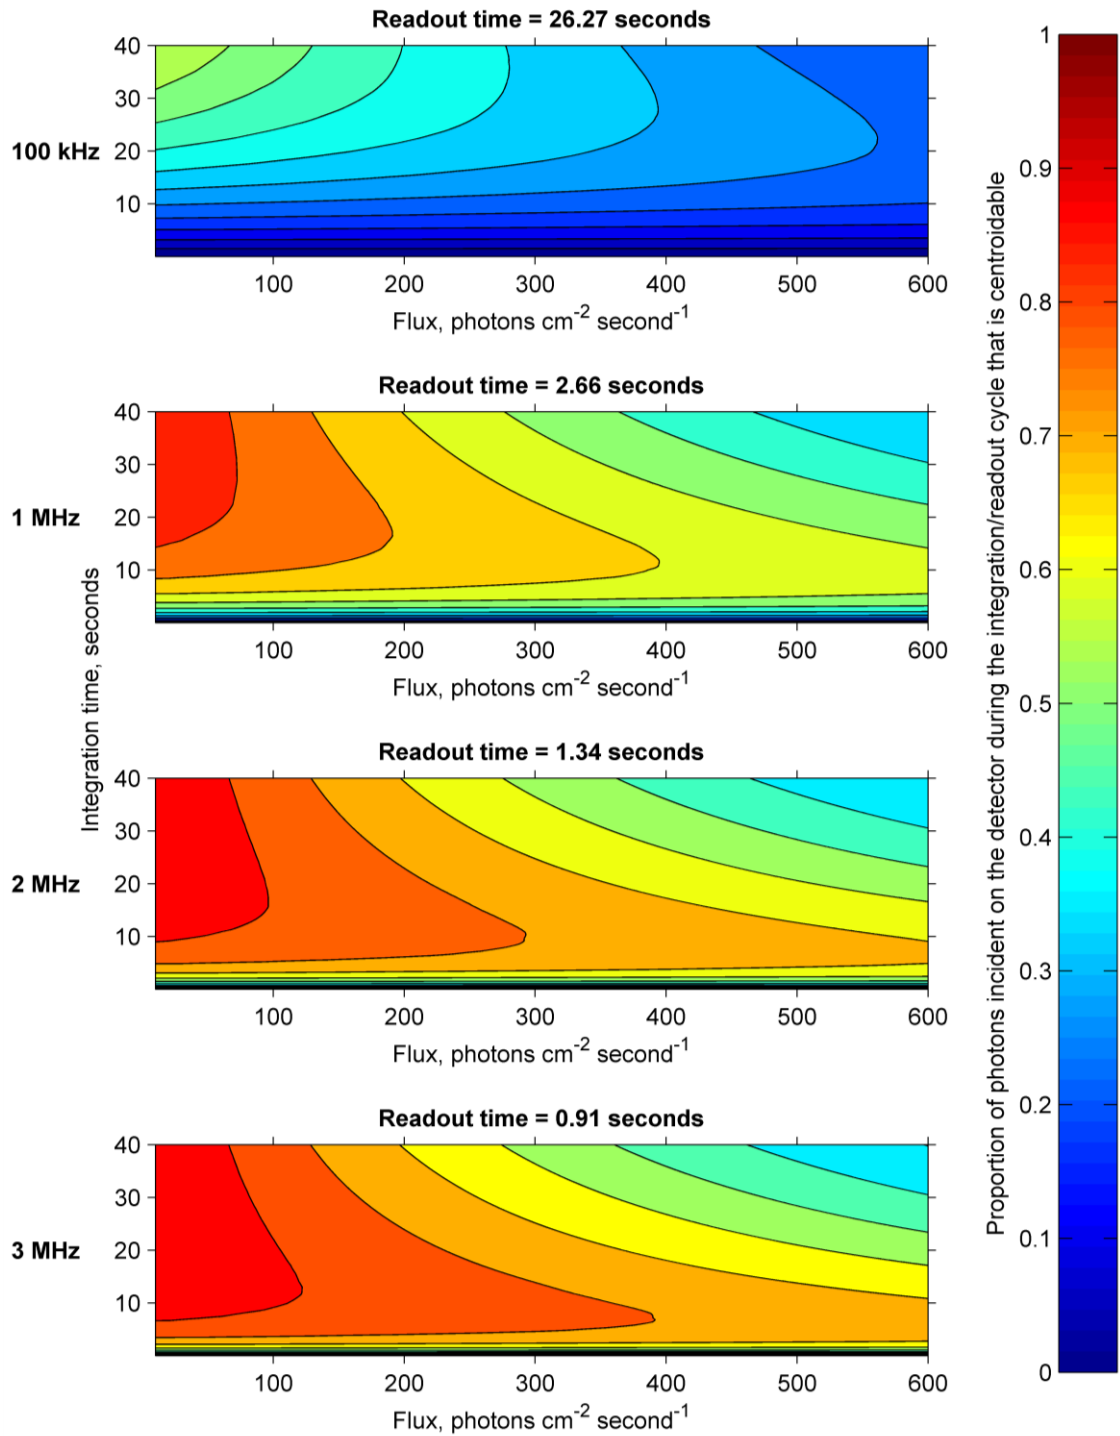 Readout time = 26.27 seconds
100 kHz
40
30
20
10
100 200 300 400 500 600
Flux, photons cm-2 second-1
Readout time = 2.66 seconds
1 MHz
40
30
20
10
100 200 300 400 500 600
Flux, photons cm-2 second-1
Integration time, seconds
Readout time = 1.34 seconds
2 MHz
40
30
20
10
100 200 300 400 500 600
Flux, photons cm-2 second-1
Readout time = 0.91 seconds
3 MHz
40
30
20
10
100 200 300 400 500 600
Flux, photons cm-2 second-1
Proportion of photons incident on the detector during the integration/readout cycle that is centroidable
1
0.9
0.8
0.7
0.6
0.5
0.4
0.3
0.2
0.1
0